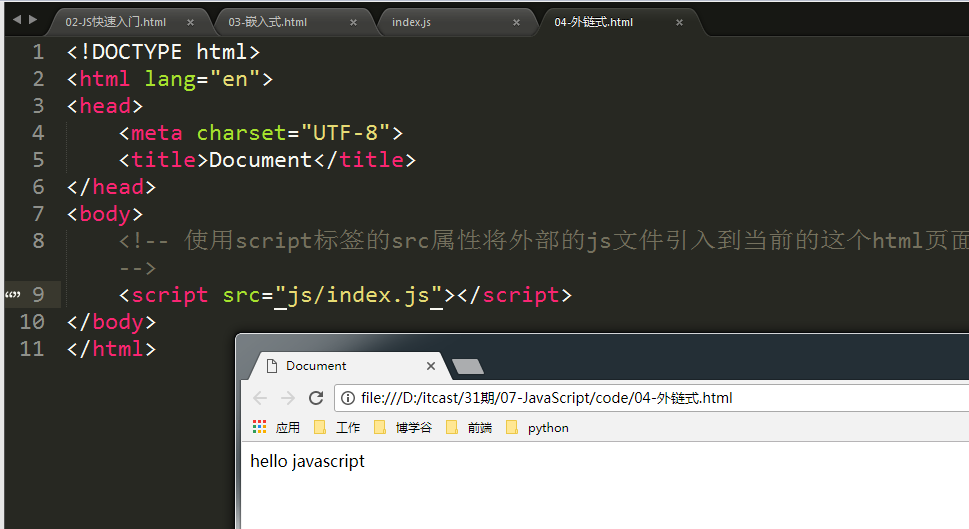 02-JS快速入门.html 03-嵌入式.html index.js 04-外链式.html
1 <!DOCTYPE html>
2 <html lang="en">
3 <head>
4 <meta charset="UTF-8">
5 <title>Document</title>
6 </head>
7 <body>
8 <!-- 使用script标签的src属性将外部的js文件引入到当前的这个html页面
-->
9 <script src="js/index.js"></script>
10 </body>
11 </html>
Document
file:///D:/itcast/31期/07-JavaScript/code/04-外链式.html
应用 工作 博学谷 前端 python
hello javascript